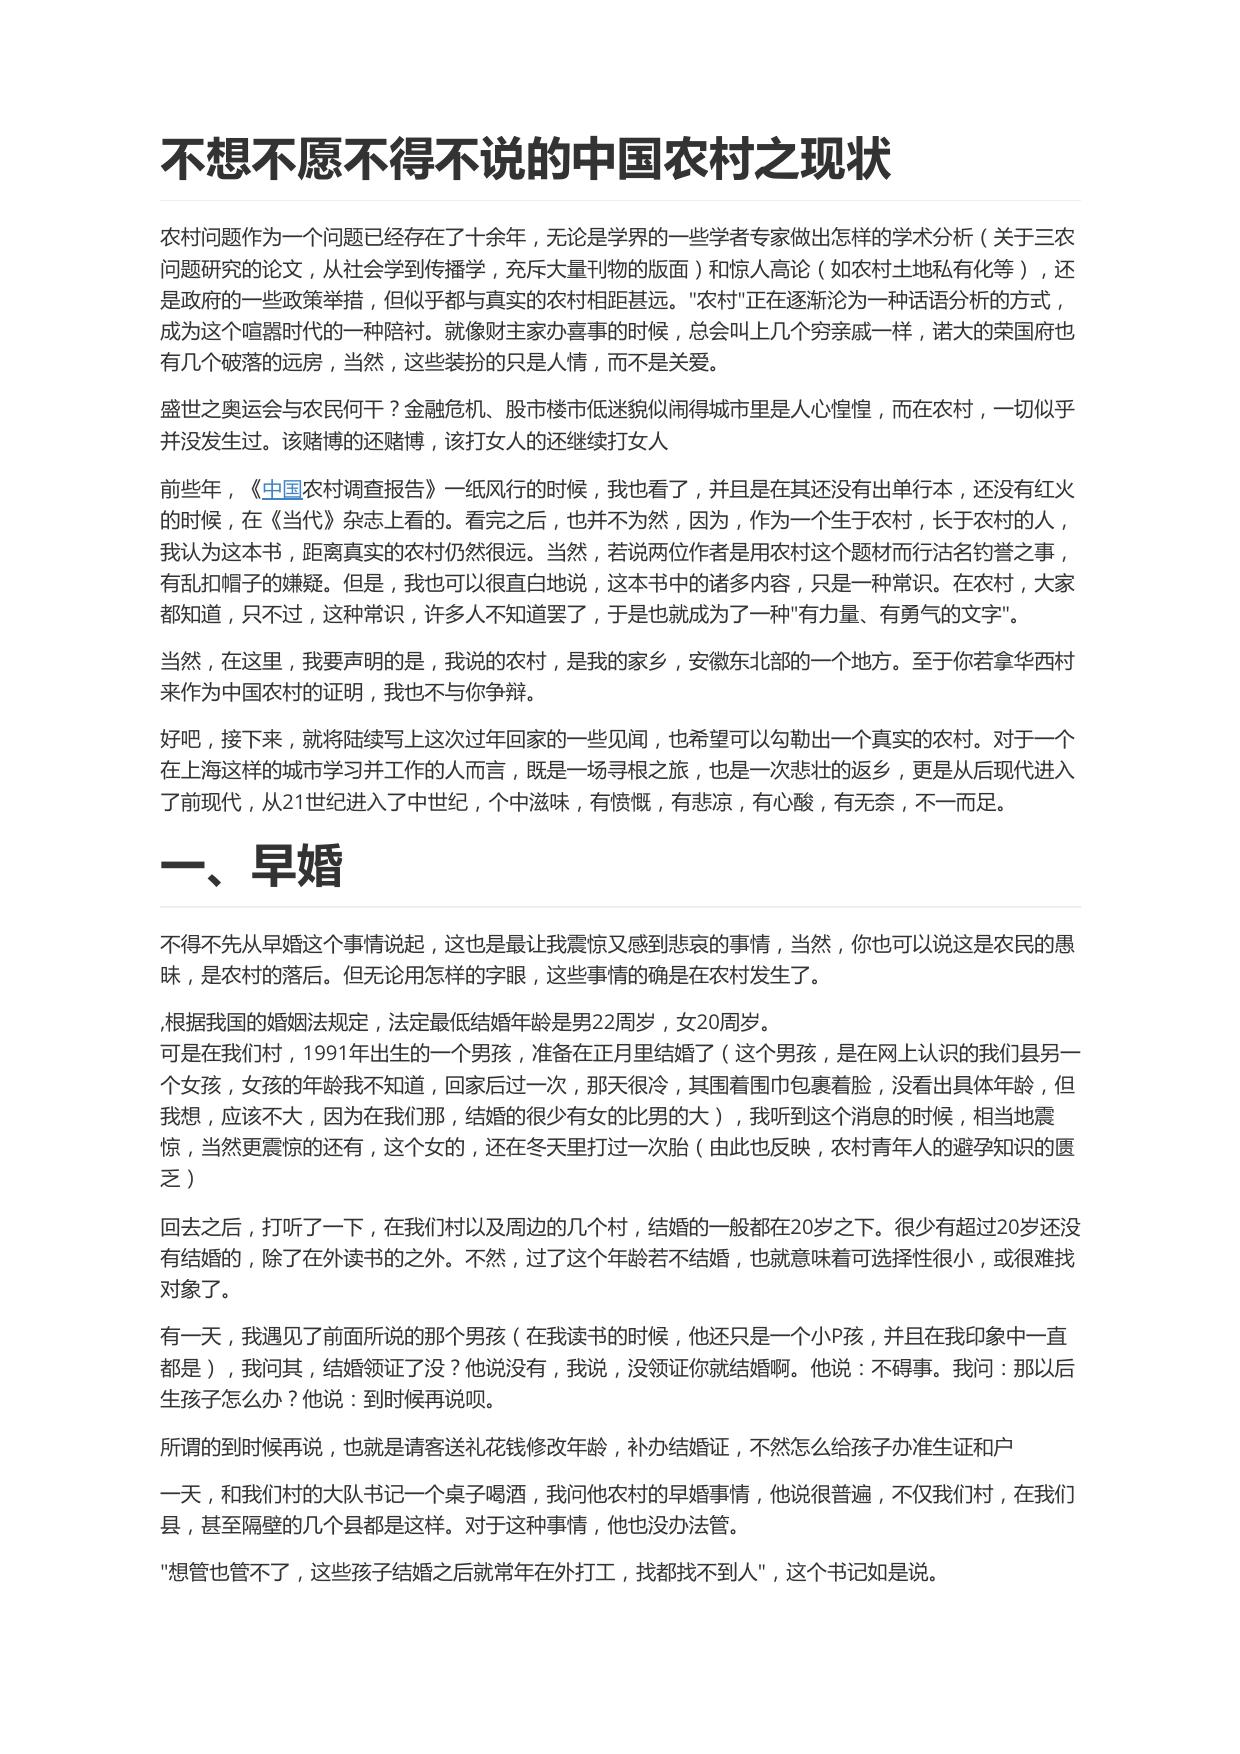 不想不愿不得不说的中国农村之现状
农村问题作为一个问题已经存在了十余年，无论是学界的一些学者专家做出怎样的学术分析（关于三农
问题研究的论文，从社会学到传播学，充斥大量刊物的版面）和惊人高论（如农村土地私有化等），还
是政府的一些政策举措，但似乎都与真实的农村相距甚远。"农村"正在逐渐沦为一种话语分析的方式，
成为这个喧嚣时代的一种陪衬。就像财主家办喜事的时候，总会叫上几个穷亲戚一样，诺大的荣国府也
有几个破落的远房，当然，这些装扮的只是人情，而不是关爱。
盛世之奥运会与农民何干？金融危机、股市楼市低迷貌似闹得城市里是人心惶惶，而在农村，一切似乎
并没发生过。该赌博的还赌博，该打女人的还继续打女人
前些年，《中国农村调查报告》一纸风行的时候，我也看了，并且是在其还没有出单行本，还没有红火
的时候，在《当代》杂志上看的。看完之后，也并不为然，因为，作为一个生于农村，长于农村的人，
我认为这本书，距离真实的农村仍然很远。当然，若说两位作者是用农村这个题材而行沽名钓誉之事，
有乱扣帽子的嫌疑。但是，我也可以很直白地说，这本书中的诸多内容，只是一种常识。在农村，大家
都知道，只不过，这种常识，许多人不知道罢了，于是也就成为了一种"有力量、有勇气的文字"。
当然，在这里，我要声明的是，我说的农村，是我的家乡，安徽东北部的一个地方。至于你若拿华西村
来作为中国农村的证明，我也不与你争辩。
好吧，接下来，就将陆续写上这次过年回家的一些见闻，也希望可以勾勒出一个真实的农村。对于一个
在上海这样的城市学习并工作的人而言，既是一场寻根之旅，也是一次悲壮的返乡，更是从后现代进入
了前现代，从21世纪进入了中世纪，个中滋味，有愤慨，有悲凉，有心酸，有无奈，不一而足。
一、早婚
不得不先从早婚这个事情说起，这也是最让我震惊又感到悲哀的事情，当然，你也可以说这是农民的愚
昧，是农村的落后。但无论用怎样的字眼，这些事情的确是在农村发生了。
,根据我国的婚姻法规定，法定最低结婚年龄是男22周岁，女20周岁。
可是在我们村，1991年出生的一个男孩，准备在正月里结婚了（这个男孩，是在网上认识的我们县另一
个女孩，女孩的年龄我不知道，回家后过一次，那天很冷，其围着围巾包裹着脸，没看出具体年龄，但
我想，应该不大，因为在我们那，结婚的很少有女的比男的大），我听到这个消息的时候，相当地震
惊，当然更震惊的还有，这个女的，还在冬天里打过一次胎（由此也反映，农村青年人的避孕知识的匮
乏）
回去之后，打听了一下，在我们村以及周边的几个村，结婚的一般都在20岁之下。很少有超过20岁还没
有结婚的，除了在外读书的之外。不然，过了这个年龄若不结婚，也就意味着可选择性很小，或很难找
对象了。
有一天，我遇见了前面所说的那个男孩（在我读书的时候，他还只是一个小P孩，并且在我印象中一直
都是），我问其，结婚领证了没？他说没有，我说，没领证你就结婚啊。他说：不碍事。我问：那以后
生孩子怎么办？他说：到时候再说呗。
所谓的到时候再说，也就是请客送礼花钱修改年龄，补办结婚证，不然怎么给孩子办准生证和户
一天，和我们村的大队书记一个桌子喝酒，我问他农村的早婚事情，他说很普遍，不仅我们村，在我们
县，甚至隔壁的几个县都是这样。对于这种事情，他也没办法管。
"想管也管不了，这些孩子结婚之后就常年在外打工，找都找不到人"，这个书记如是说。